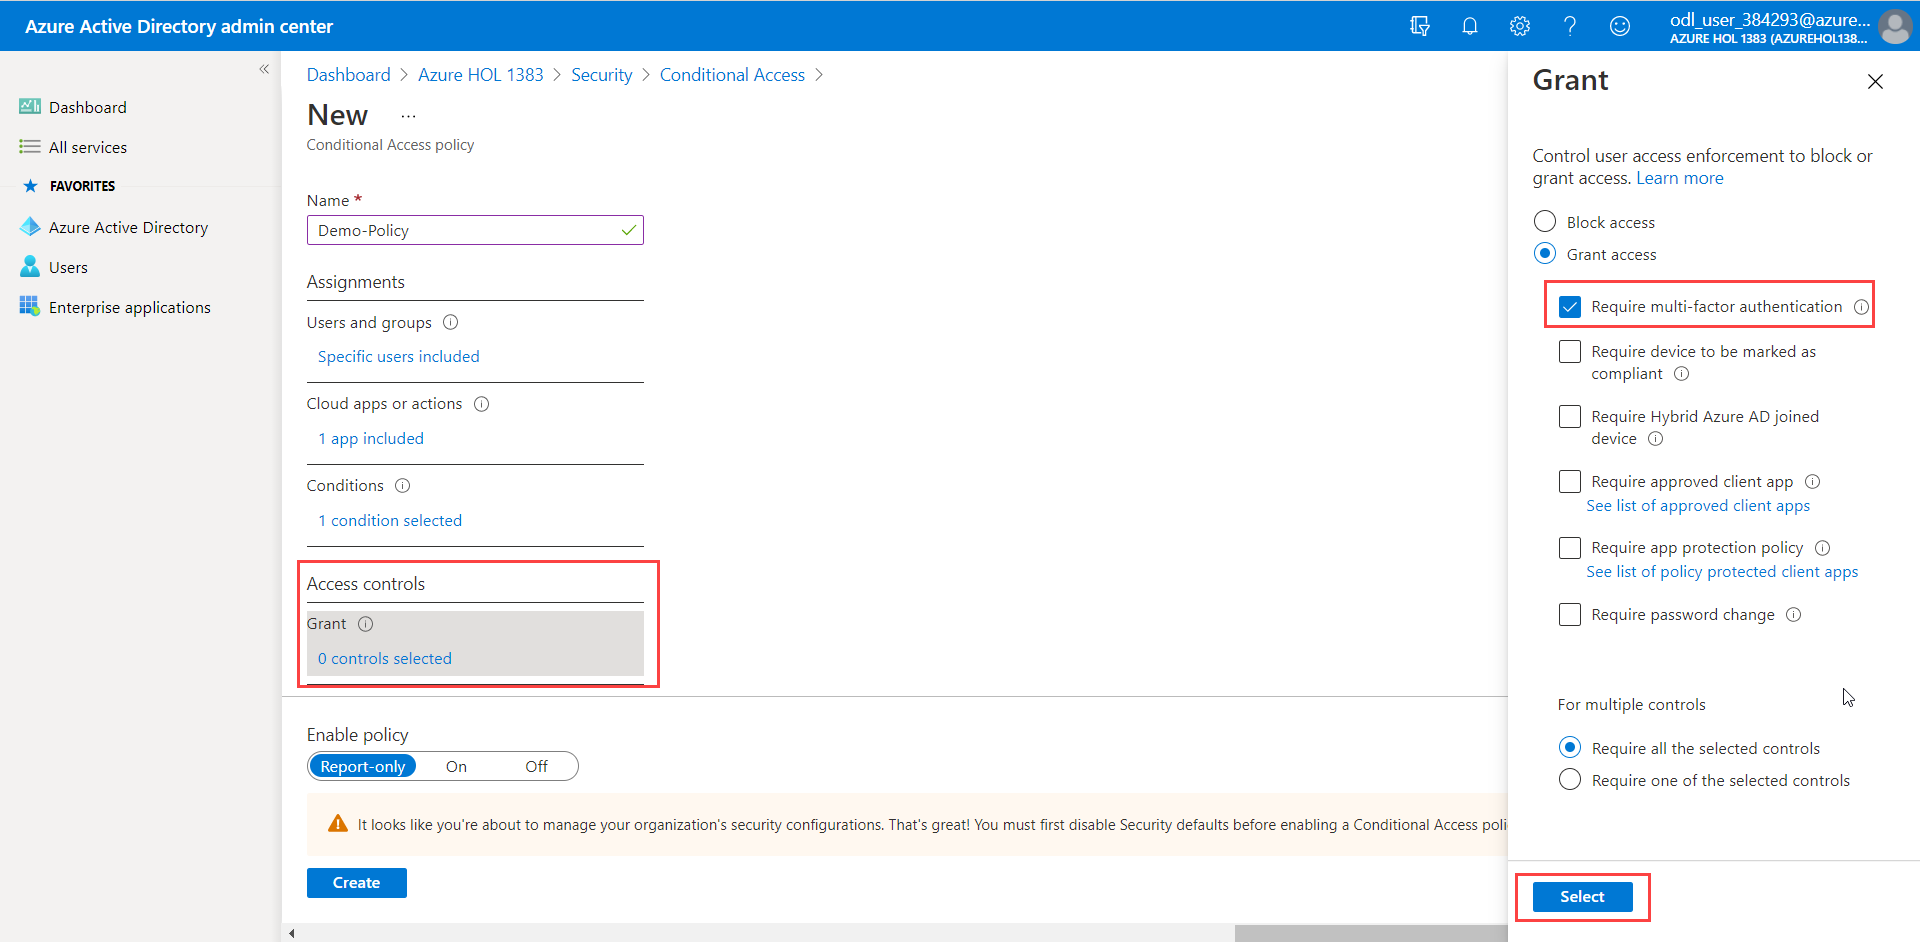 Azure Active Directory admin center
odl_user_384293@azure...
AZURE HOL 1383 (AZUREHOL138...
Dashboard
All services
FAVORITES
Azure Active Directory
Users
Enterprise applications
Dashboard > Azure HOL 1383 > Security > Conditional Access >
New ...
Conditional Access policy
Name *
Demo-Policy
Assignments
Users and groups
Specific users included
Cloud apps or actions
1 app included
Conditions
1 condition selected
Access controls
Grant
0 controls selected
Enable policy
Report-only On Off
It looks like you're about to manage your organization's security configurations. That's great! You must first disable Security defaults before enabling a Conditional Access poli
Create
Grant
Control user access enforcement to block or
grant access. Learn more
Block access
Grant access
Require multi-factor authentication
Require device to be marked as
compliant
Require Hybrid Azure AD joined
device
Require approved client app
See list of approved client apps
Require app protection policy
See list of policy protected client apps
Require password change
For multiple controls
Require all the selected controls
Require one of the selected controls
Select